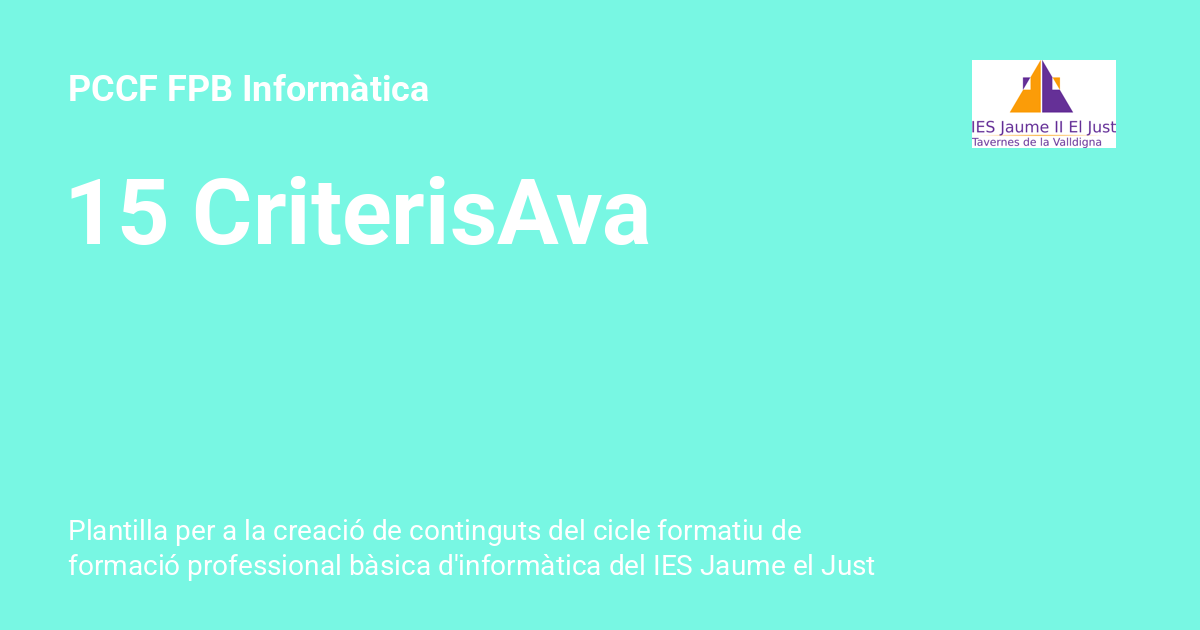 PCCF FPB Informàtica
IES Jaume II El Just
Tavernes de la Valldigna
15 CriterisAva
Plantilla per a la creació de continguts del cicle formatiu de
formació professional bàsica d'informàtica del IES Jaume el Just